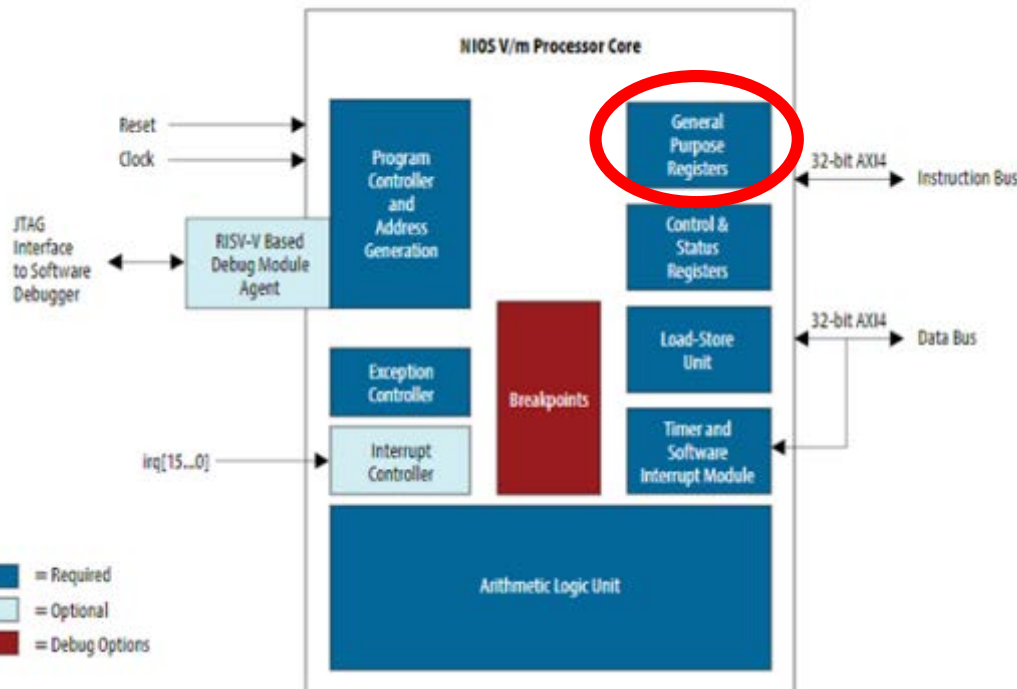 NIOS V/m Processor Core
Reset
Clock
Program
Controller
and
Address
Generation
General
Purpose
Registers
32-bit AXI4
Instruction Bus
JTAG
Interface
to Software
Debugger
RISV-V Based
Debug Module
Agent
Control &
Status
Registers
32-bit AXI4
Data Bus
Load-Store
Unit
Exception
Controller
Breakpoints
irq[15...0]
Interrupt
Controller
Timer and
Software
Interrupt Module
Arithmetic Logic Unit
= Required
= Optional
= Debug Options